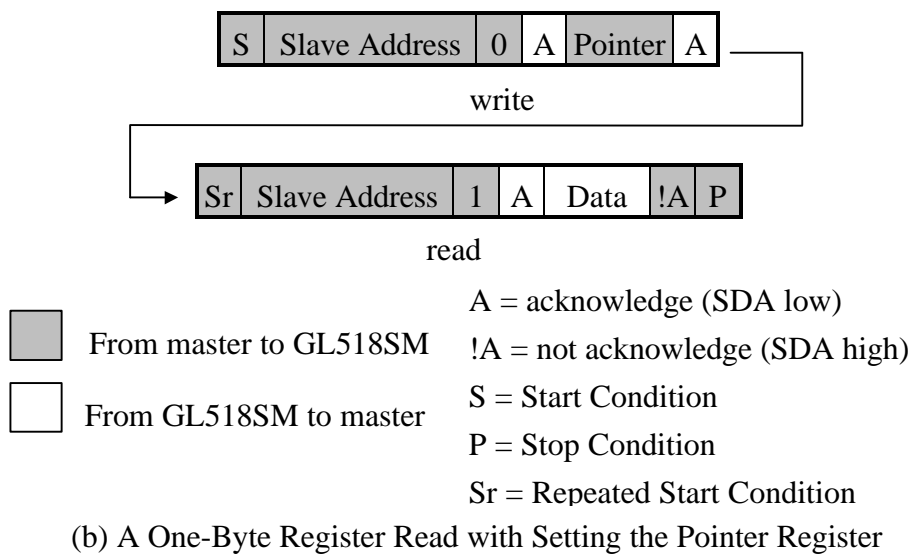 S Slave Address 0 A Pointer A
write
Sr Slave Address 1 A Data !A P
read
From master to GL518SM
From GL518SM to master
A = acknowledge (SDA low)
!A = not acknowledge (SDA high)
S = Start Condition
P = Stop Condition
Sr = Repeated Start Condition
(b) A One-Byte Register Read with Setting the Pointer Register